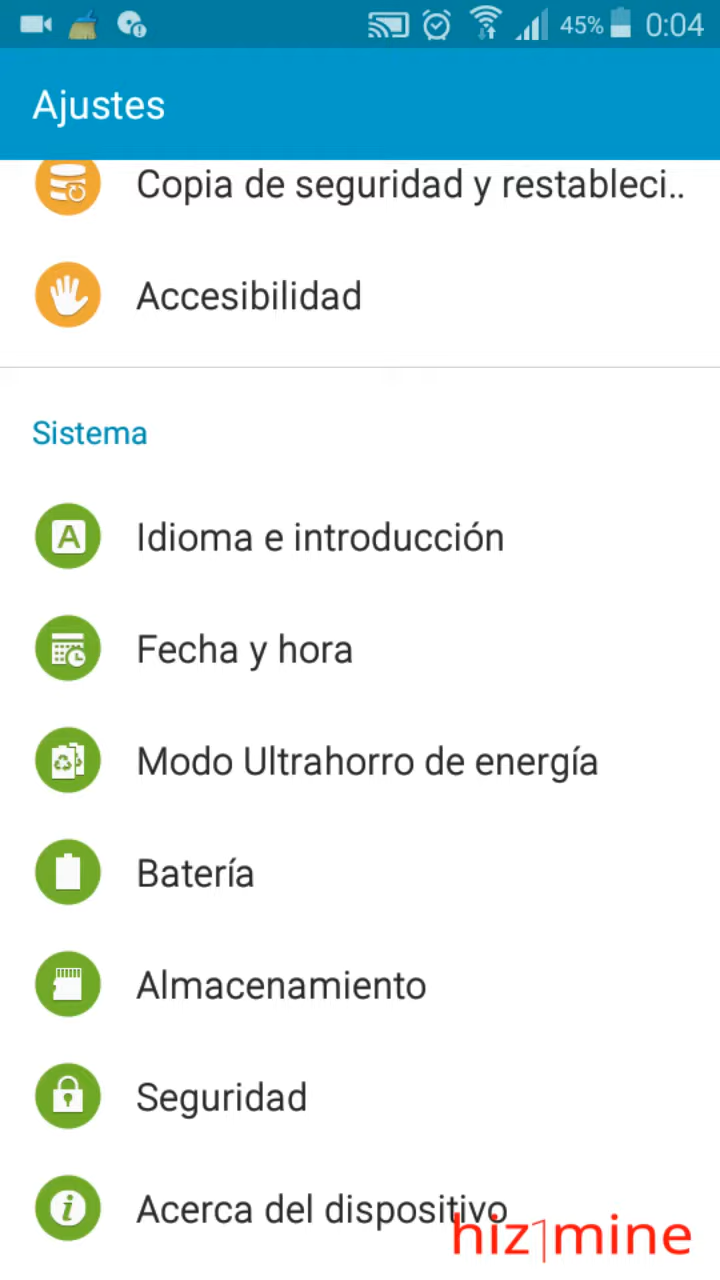 45% 0:04
Ajustes
Copia de seguridad y restableci..
Accesibilidad
Sistema
A Idioma e introducción
Fecha y hora
Modo Ultrahorro de energía
Batería
Almacenamiento
Seguridad
i Acerca del dispositivo
hiz1mine